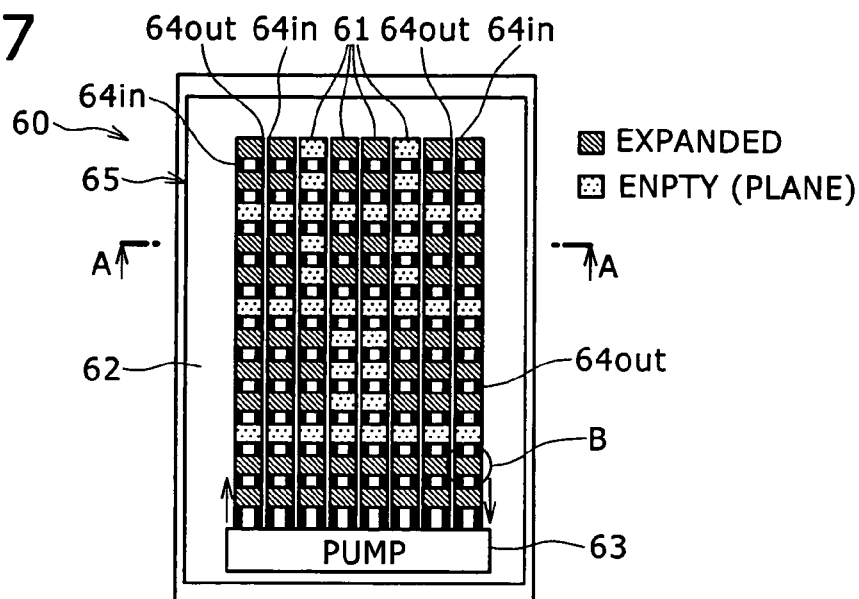 7
64out 64in 61 64out 64in
64in
60
EXPANDED
65
ENPTY (PLANE)
A A
62
64out
B
PUMP
63